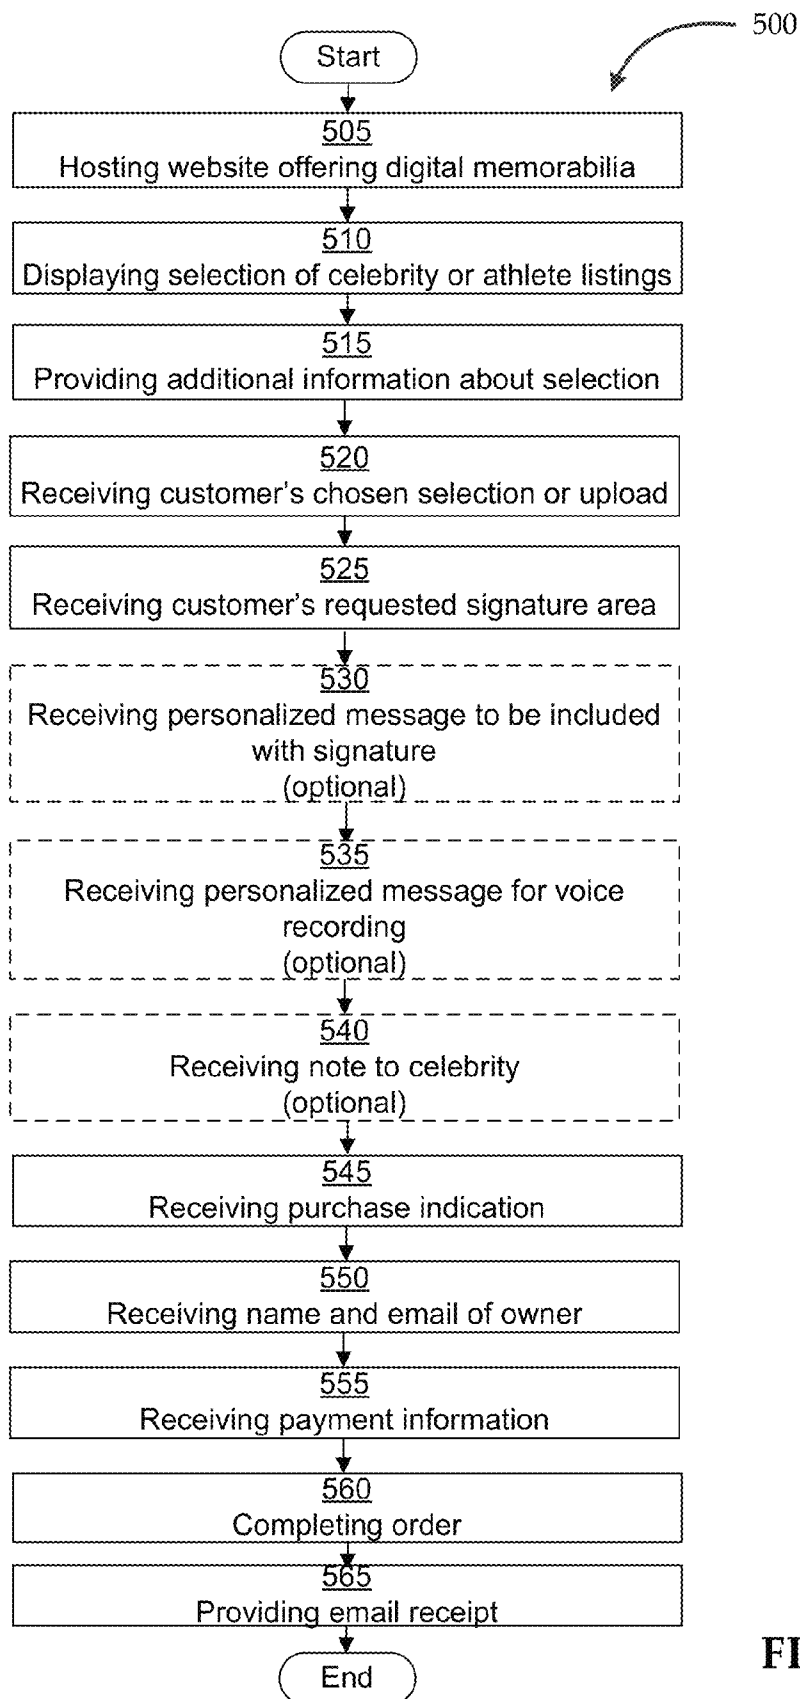 500
Start
505
Hosting website offering digital memorabilia
510
Displaying selection of celebrity or athlete listings
515
Providing additional information about selection
520
Receiving customer's chosen selection or upload
525
Receiving customer's requested signature area
530
Receiving personalized message to be included
with signature
(optional)
535
Receiving personalized message for voice
recording
(optional)
540
Receiving note to celebrity
(optional)
545
Receiving purchase indication
550
Receiving name and email of owner
555
Receiving payment information
560
Completing order
565
Providing email receipt
End